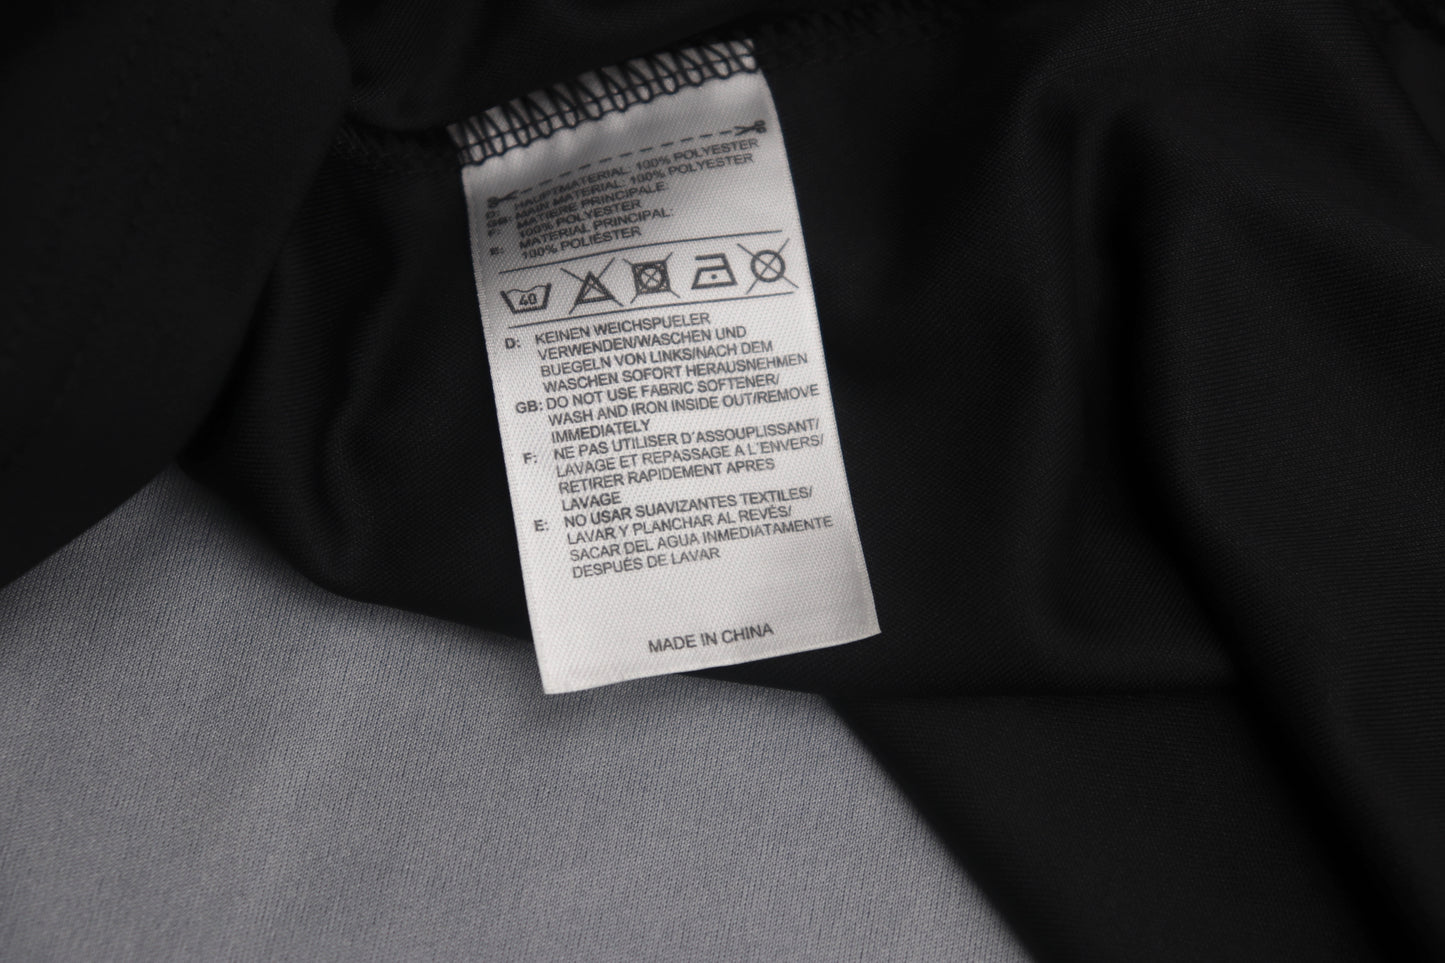 D: HAUPTMATERIAL: 100% POLYESTER
GB: MAIN MATERIAL: 100% POLYESTER
F: MATIERE PRINCIPALE:
100% POLYESTER
E: MATERIAL PRINCIPAL:
100% POLIÉSTER
40
D: KEINEN WEICHSPUELER
VERWENDEN/WASCHEN UND
BUEGELN VON LINKS/NACH DEM
WASCHEN SOFORT HERAUSNEHMEN
GB: DO NOT USE FABRIC SOFTENER/
WASH AND IRON INSIDE OUT/REMOVE
IMMEDIATELY
F: NE PAS UTILISER D´ASSOUPLISSANT/
LAVAGE ET REPASSAGE A L´ENVERS/
RETIRER RAPIDEMENT APRES
LAVAGE
E: NO USAR SUAVIZANTES TEXTILES/
LAVAR Y PLANCHAR AL REVÉS/
SACAR DEL AGUA INMEDIATAMENTE
DESPUÉS DE LAVAR
MADE IN CHINA